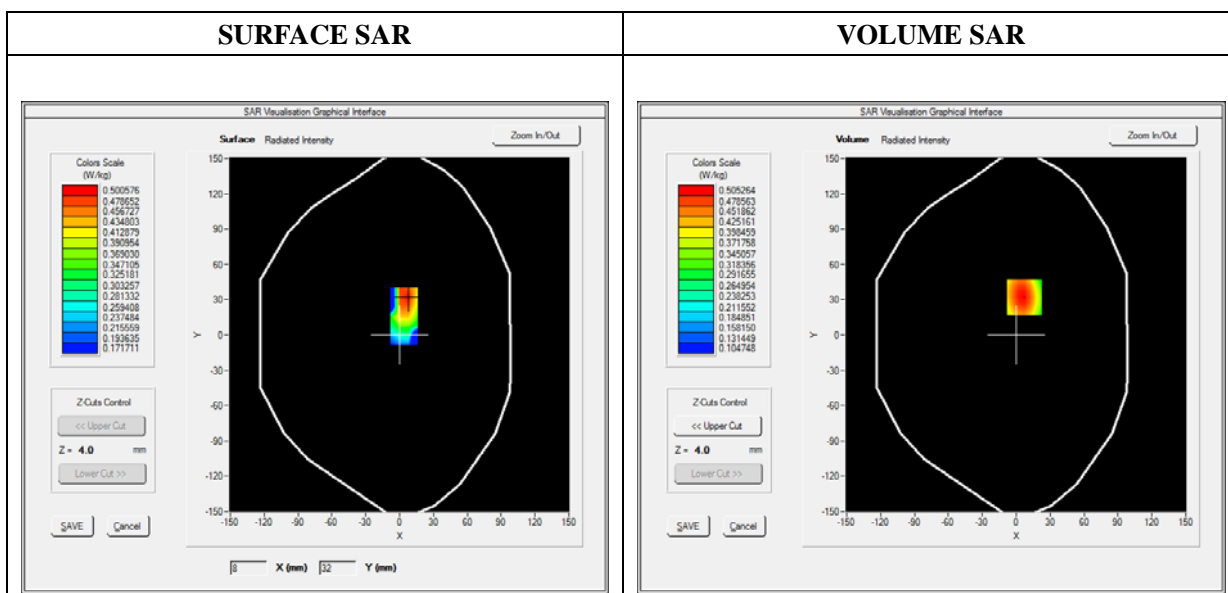 SURFACE SAR
VOLUME SAR
SAR Visualisation Graphical Interface
Surface Radiated Intensity
Zoom In/Out
Colors Scale
(W/kg)
0.500576
0.478652
0.456727
0.434803
0.412879
0.390954
0.369030
0.347105
0.325181
0.303257
0.281332
0.259408
0.237484
0.215559
0.193635
0.171711
Z-Cuts Control
<< Upper Cut
Z = 4.0 mm
Lower Cut >>
SAVE Cancel
150
120
90
60
30
0
-30
-60
-90
-120
-150
Y
-150 -120 -90 -60 -30 0 30 60 90 120 150
X
8 X (mm) 32 Y (mm)
SAR Visualisation Graphical Interface
Volume Radiated Intensity
Zoom In/Out
Colors Scale
(W/kg)
0.505264
0.478563
0.451862
0.425161
0.398459
0.371758
0.345057
0.318356
0.291655
0.264954
0.238253
0.211552
0.184851
0.158150
0.131449
0.104748
Z-Cuts Control
<< Upper Cut
Z = 4.0 mm
Lower Cut >>
SAVE Cancel
150
120
90
60
30
0
-30
-60
-90
-120
-150
Y
-150 -120 -90 -60 -30 0 30 60 90 120 150
X